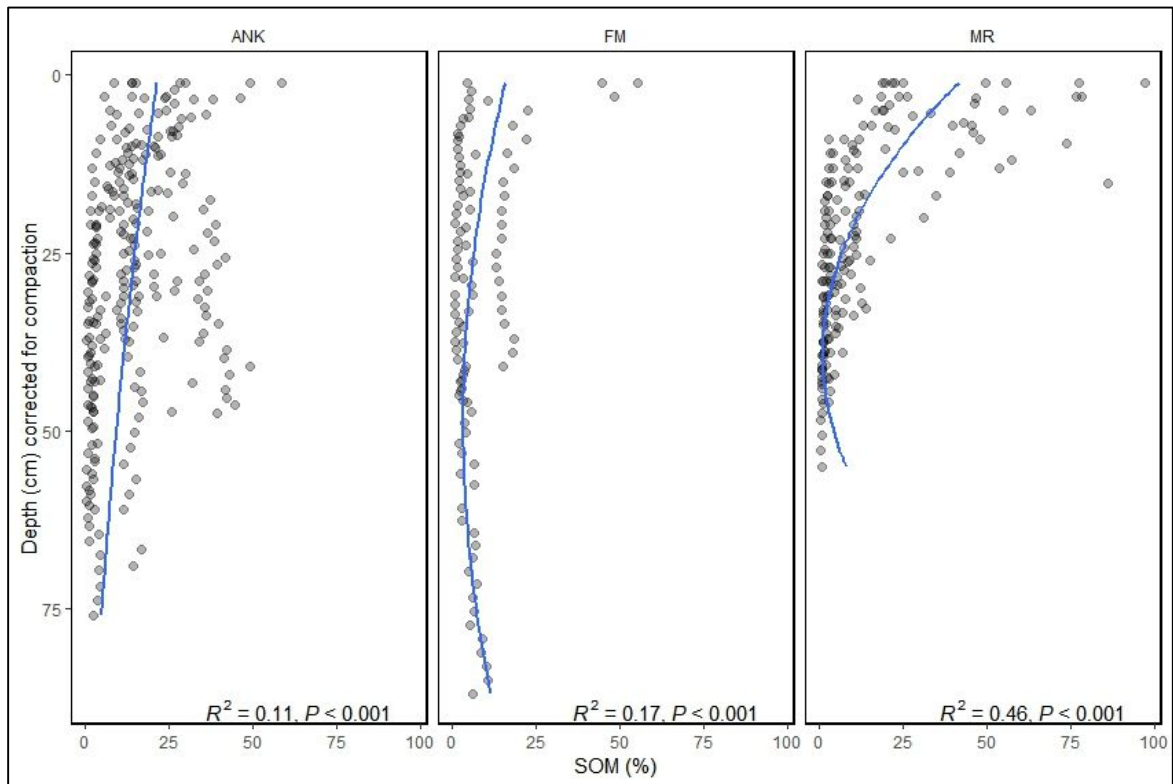 ANK FM MR
0
25
50
75
Depth (cm) corrected for compaction
R² = 0.11, P < 0.001 R² = 0.17, P < 0.001 R² = 0.46, P < 0.001
0 25 50 75 100 0 25 50 75 100 0 25 50 75 100
SOM (%)